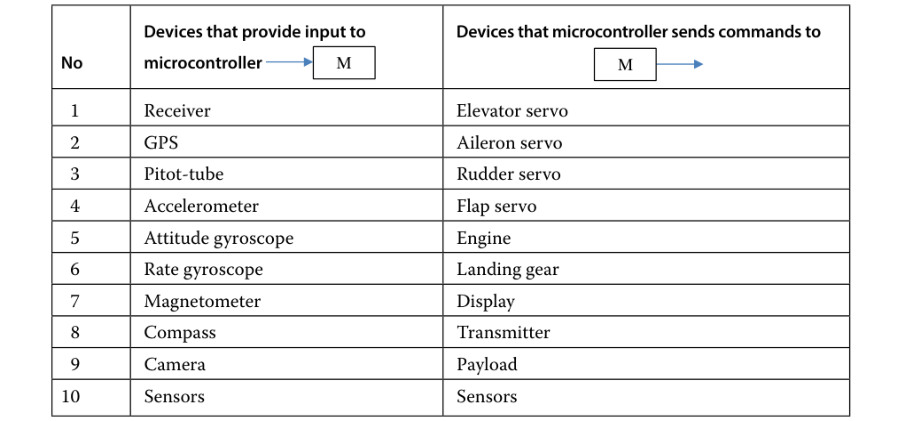 No
Devices that provide input to
microcontroller M
Devices that microcontroller sends commands to
M
1 Receiver Elevator servo
2 GPS Aileron servo
3 Pitot-tube Rudder servo
4 Accelerometer Flap servo
5 Attitude gyroscope Engine
6 Rate gyroscope Landing gear
7 Magnetometer Display
8 Compass Transmitter
9 Camera Payload
10 Sensors Sensors